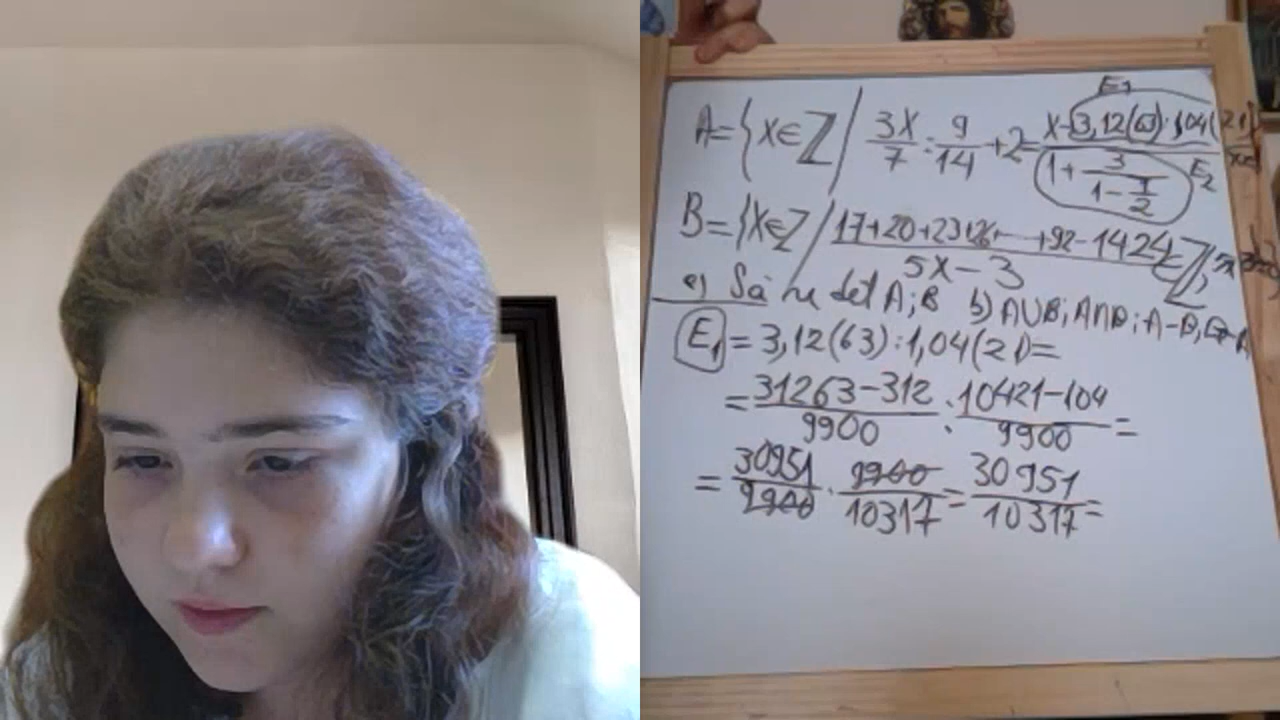 E1
A={x∈Z/ 3x/7 : 9/14 +2= x-3,12(63):1,04(21) / 1+ 3/(1- 1/2) E2
B={x∈Z/ 17+20+23+26+...+92-1424 / 5x-3 ∈Z,
a) Să se det A;B b) A∪B; A∩B; A-B,
E1 = 3,12(63):1,04(21)=
= 31263-312/9900 : 10421-104/9900 =
= 30951/9900 · 9900/10317 = 30951/10317 =